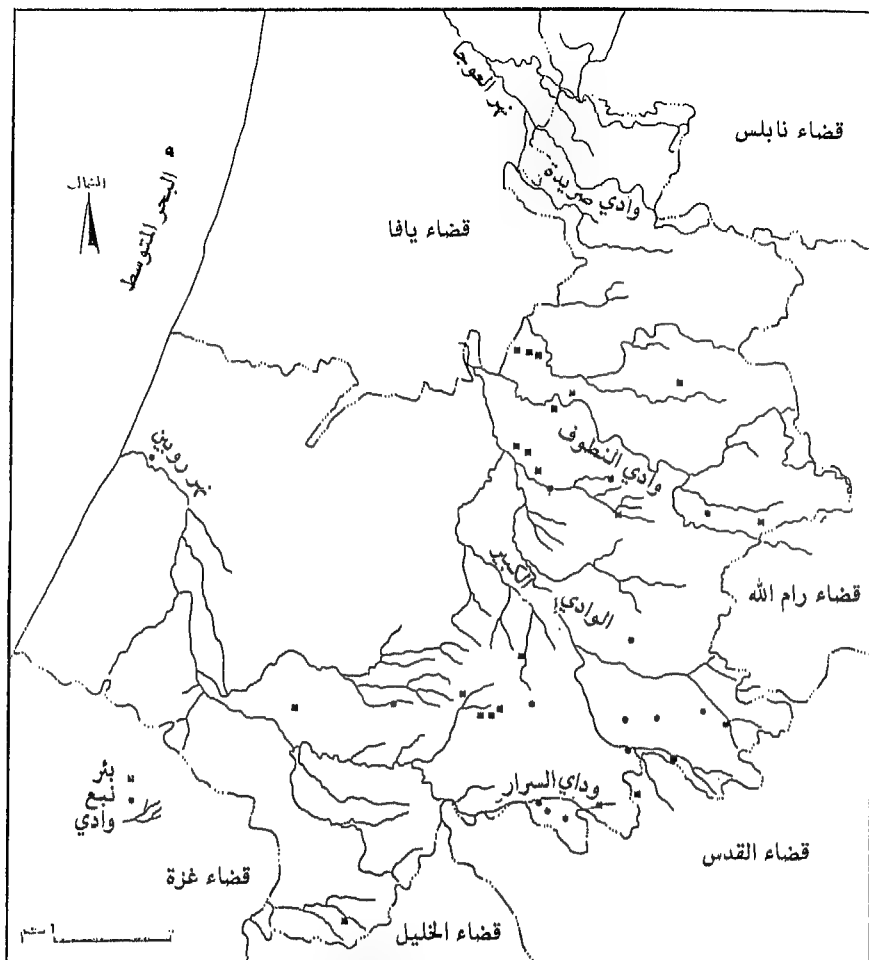 نهر العوجا
قضاء نابلس
البحر المتوسط
الشمال
قضاء يافا
وادي صريدة
نهر روبين
وادي النطوف
الوادي الكبير
قضاء رام الله
بئر
نبع
وادي
وداي السرار
قضاء القدس
قضاء غزة
قضاء الخليل